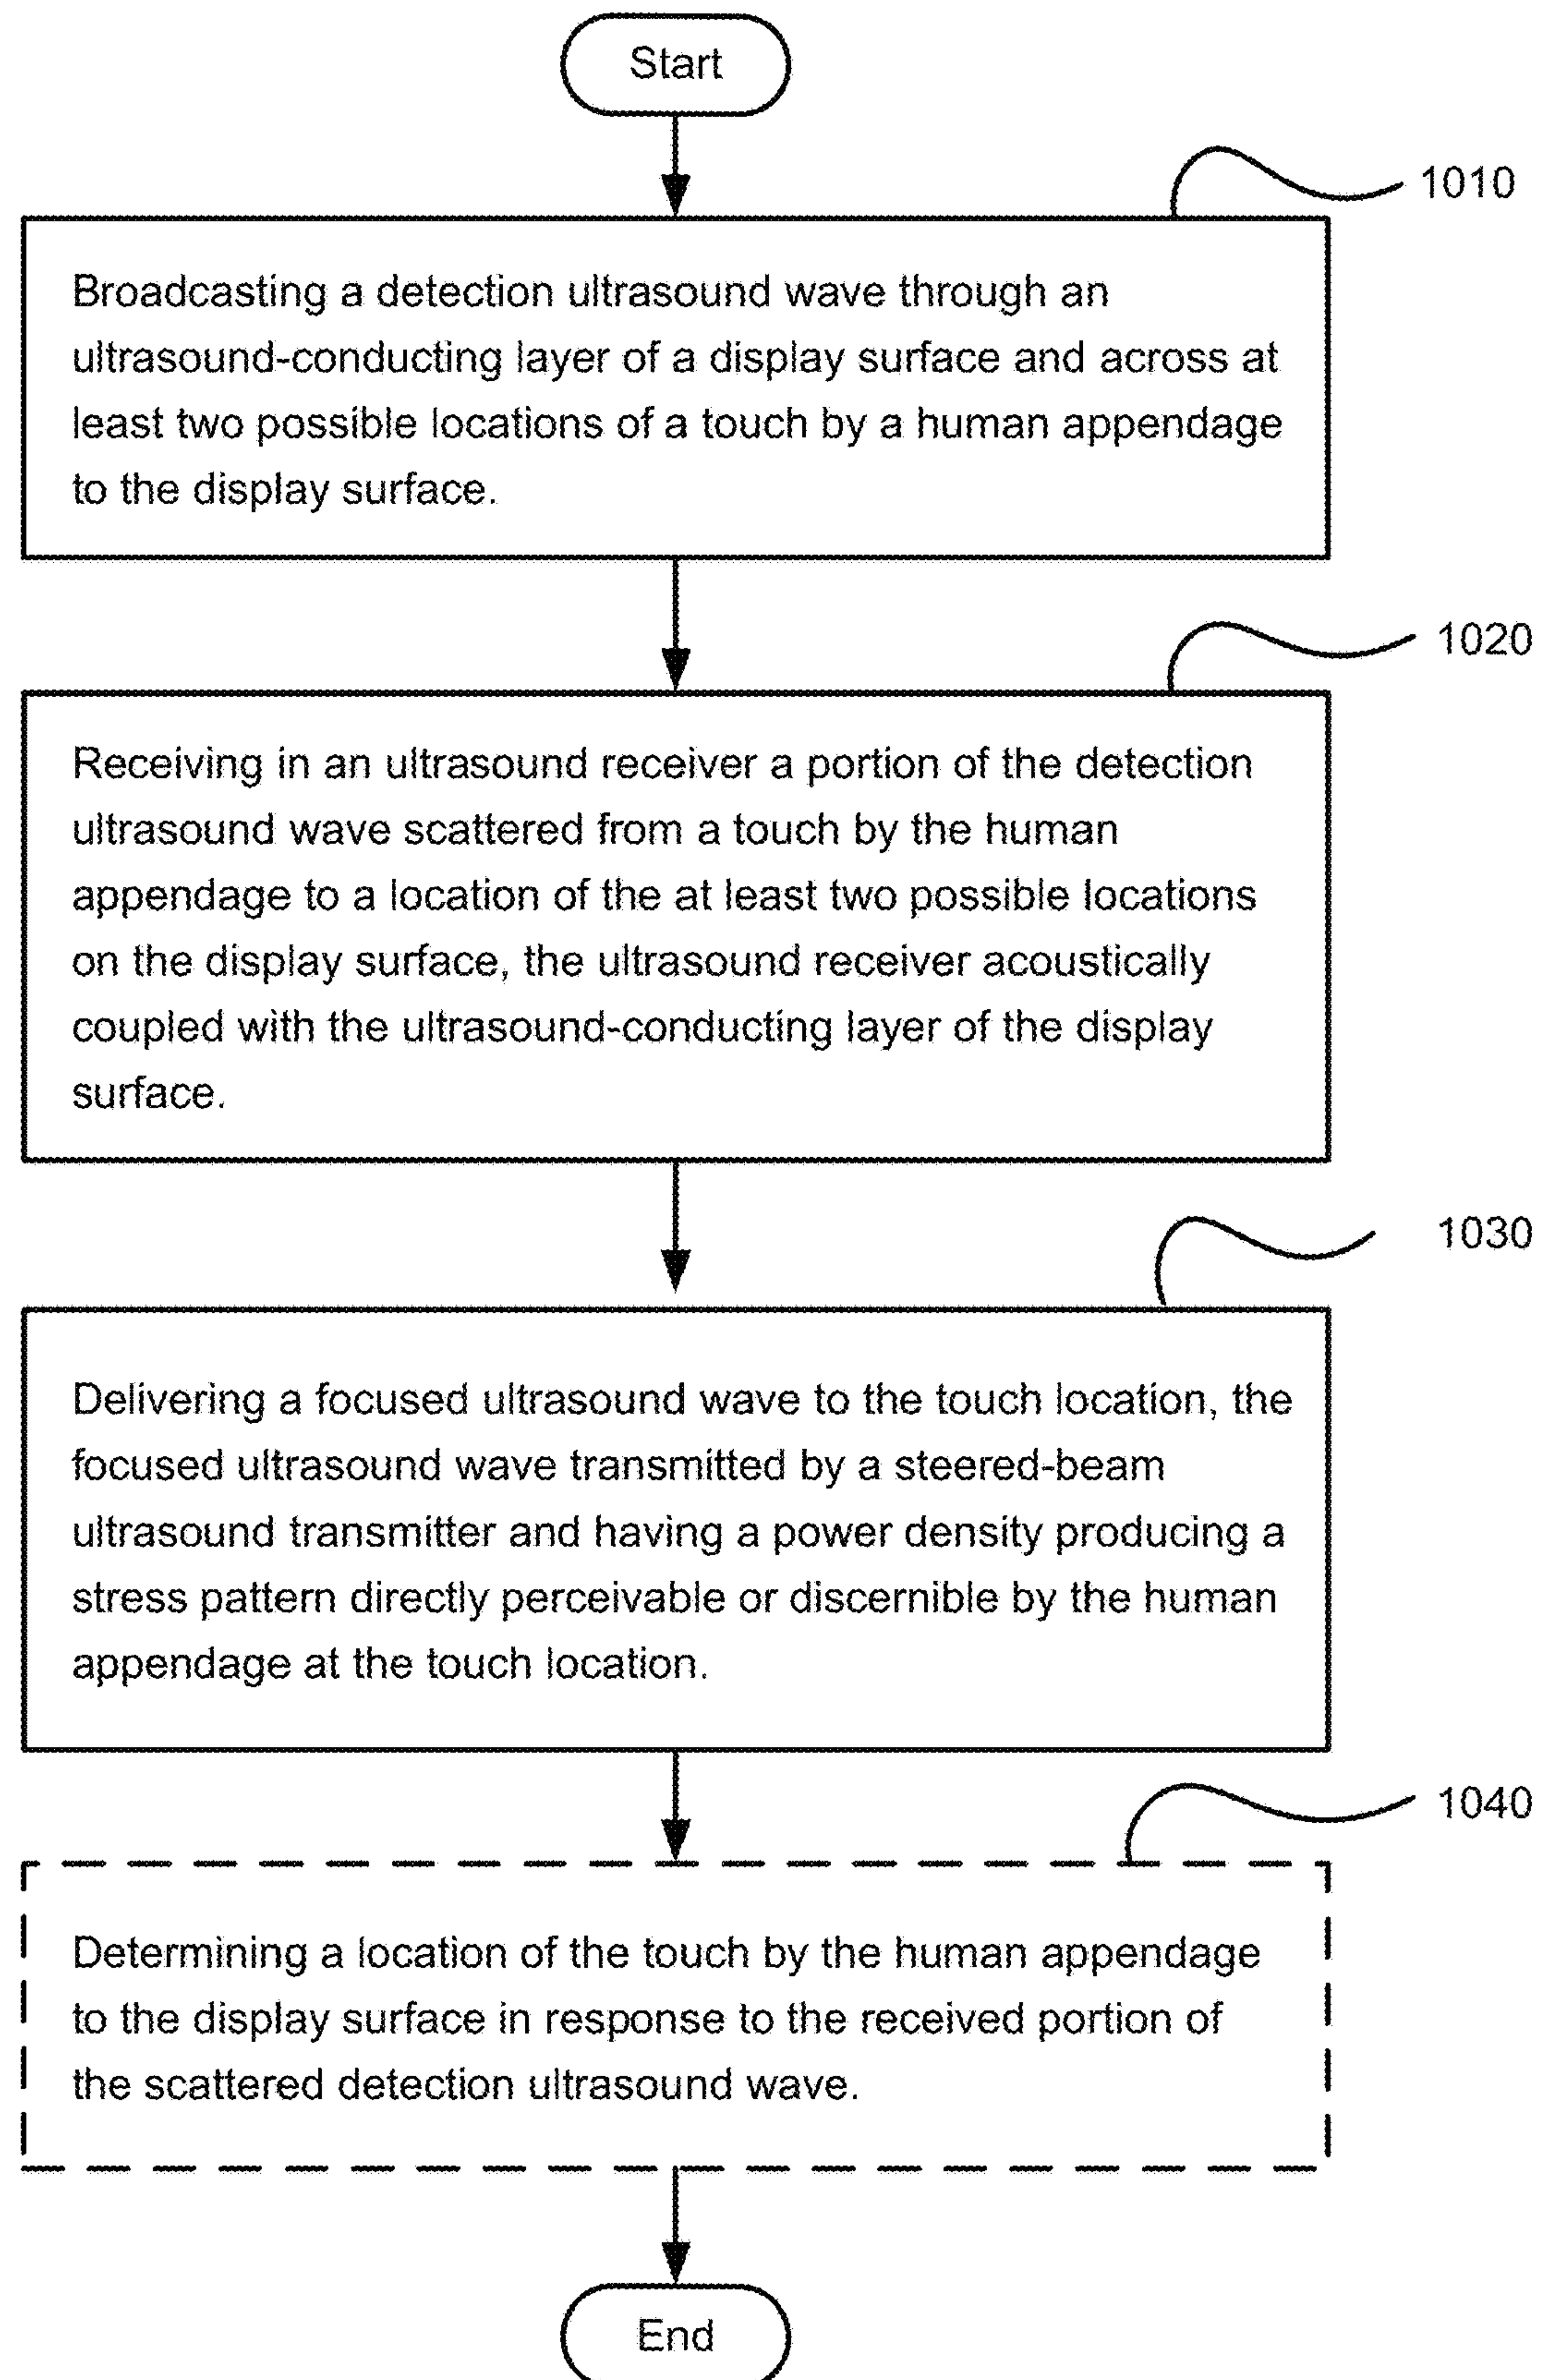 Start
1010
Broadcasting a detection ultrasound wave through an
ultrasound-conducting layer of a display surface and across at
least two possible locations of a touch by a human appendage
to the display surface.
1020
Receiving in an ultrasound receiver a portion of the detection
ultrasound wave scattered from a touch by the human
appendage to a location of the at least two possible locations
on the display surface, the ultrasound receiver acoustically
coupled with the ultrasound-conducting layer of the display
surface.
1030
Delivering a focused ultrasound wave to the touch location, the
focused ultrasound wave transmitted by a steered-beam
ultrasound transmitter and having a power density producing a
stress pattern directly perceivable or discernible by the human
appendage at the touch location.
1040
Determining a location of the touch by the human appendage
to the display surface in response to the received portion of
the scattered detection ultrasound wave.
End